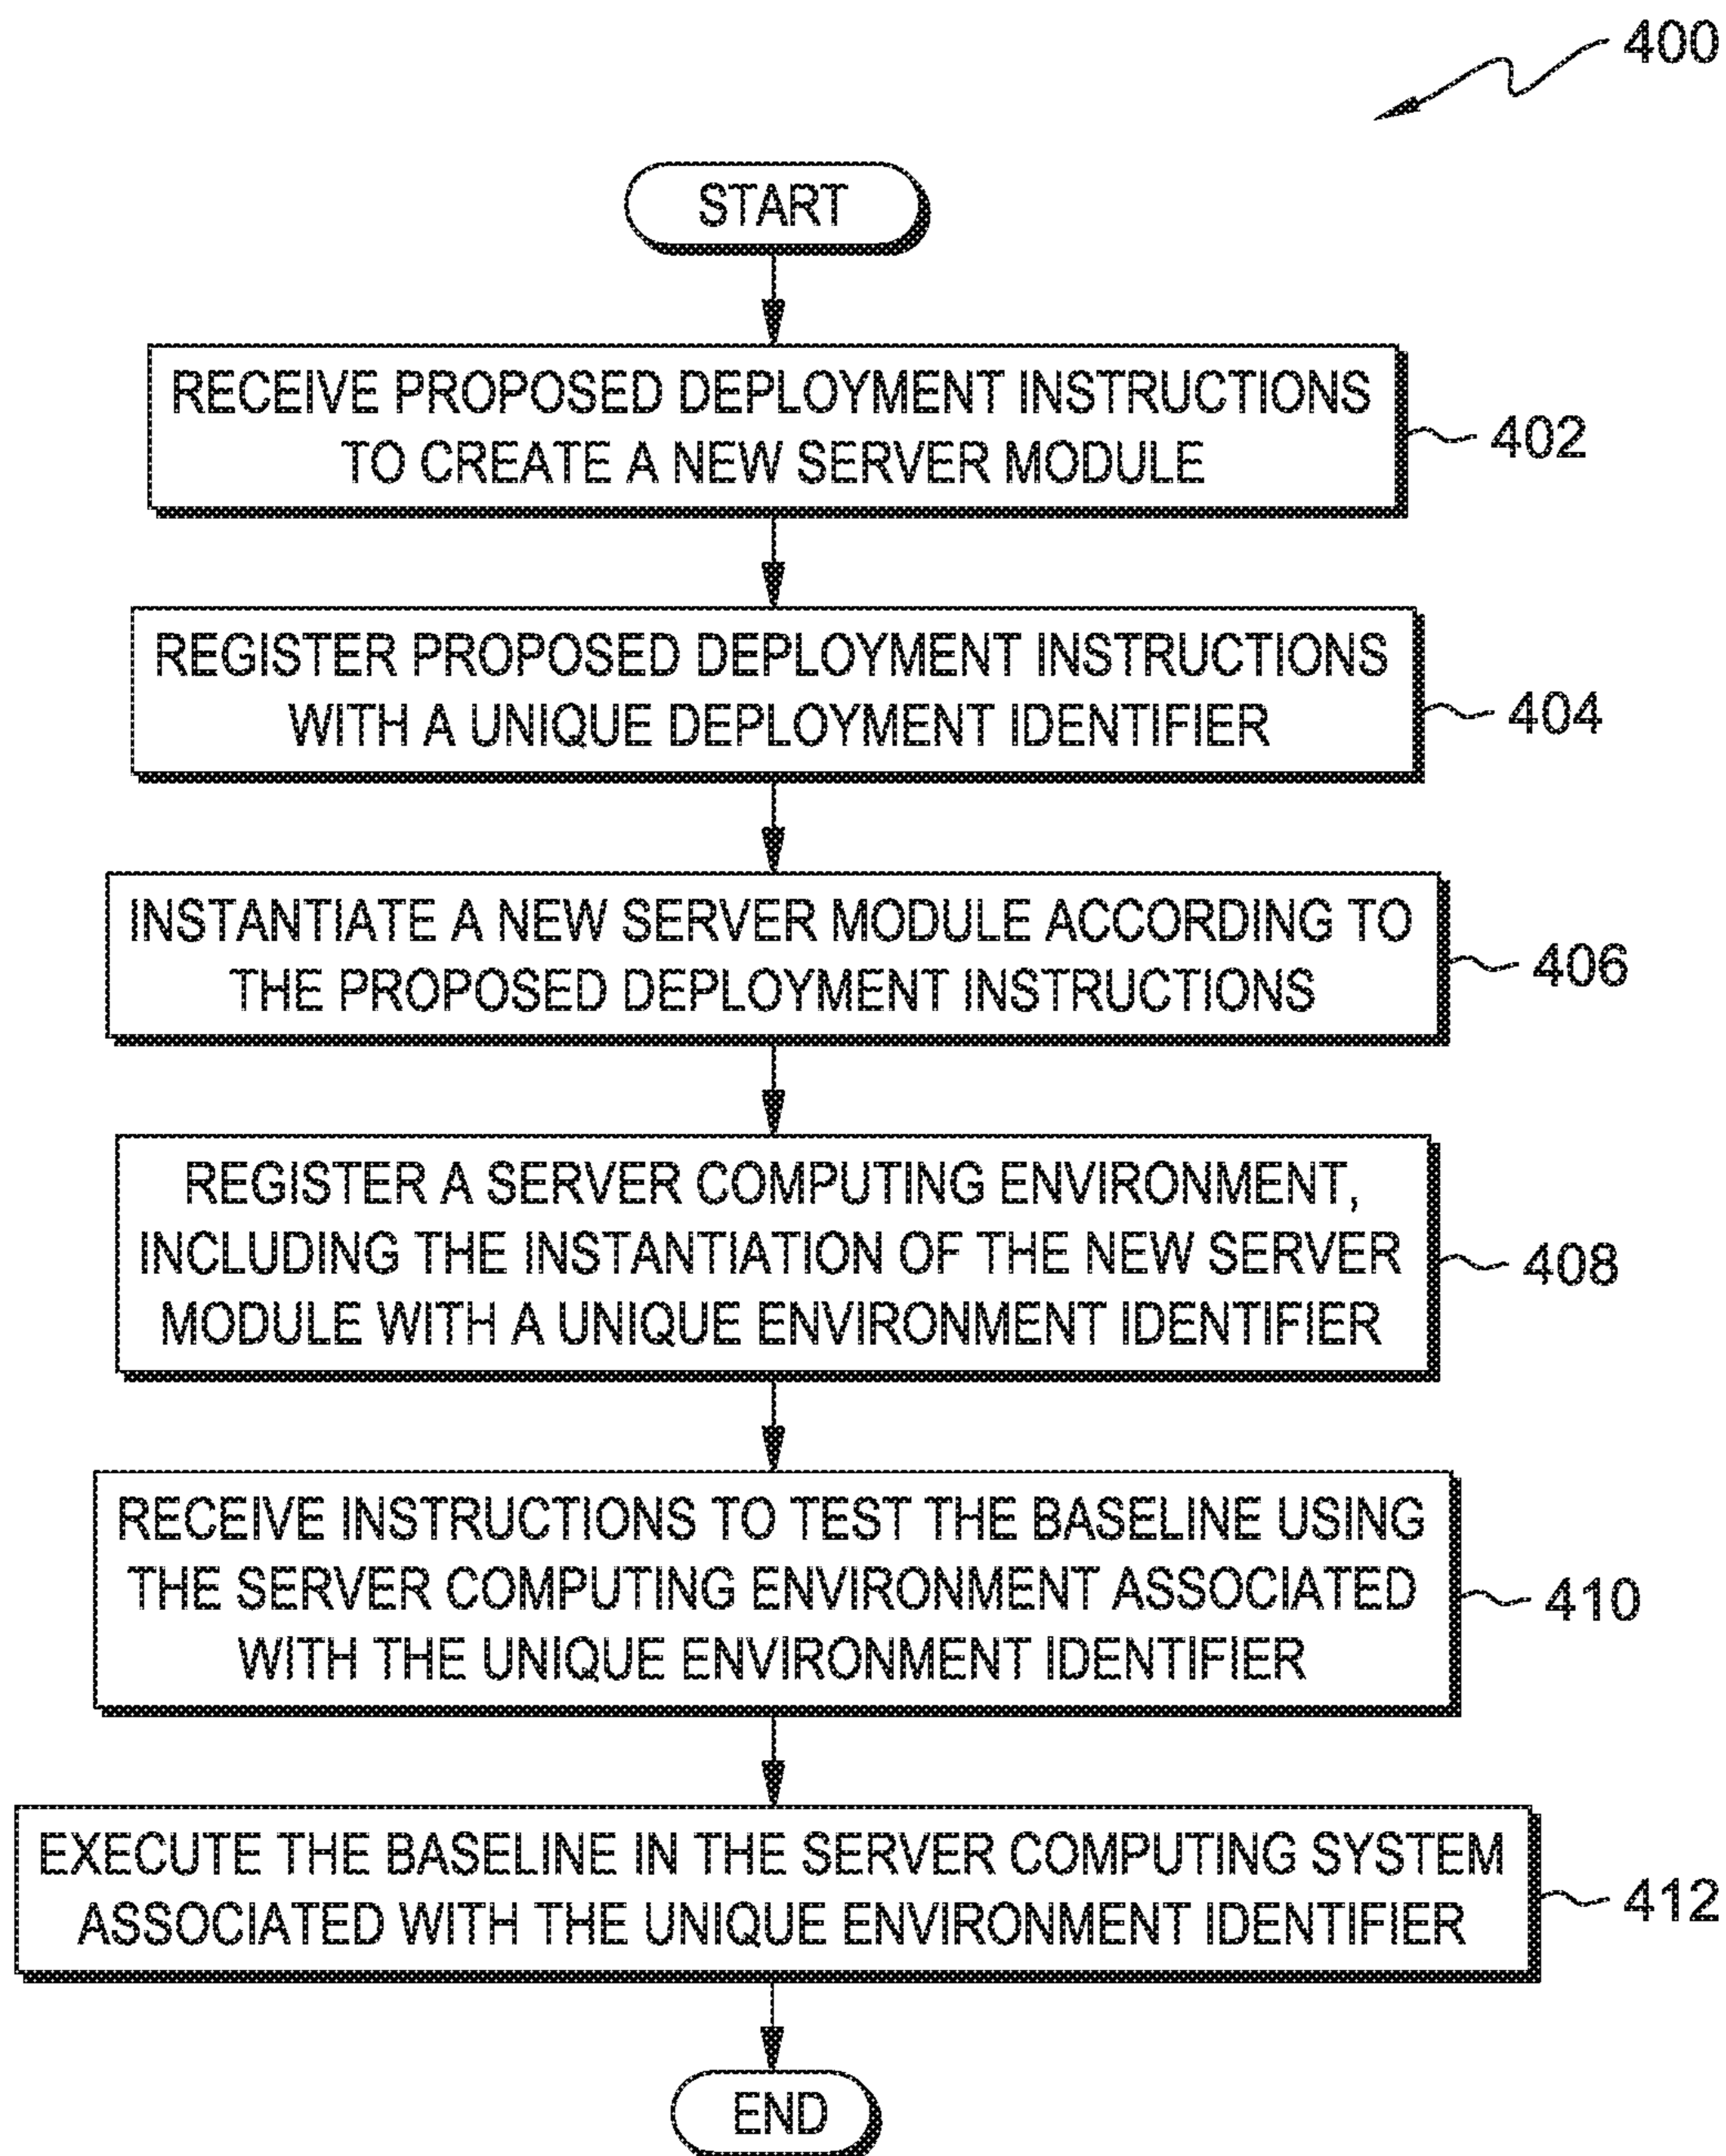 400
START
RECEIVE PROPOSED DEPLOYMENT INSTRUCTIONS
TO CREATE A NEW SERVER MODULE
402
REGISTER PROPOSED DEPLOYMENT INSTRUCTIONS
WITH A UNIQUE DEPLOYMENT IDENTIFIER
404
INSTANTIATE A NEW SERVER MODULE ACCORDING TO
THE PROPOSED DEPLOYMENT INSTRUCTIONS
406
REGISTER A SERVER COMPUTING ENVIRONMENT,
INCLUDING THE INSTANTIATION OF THE NEW SERVER
MODULE WITH A UNIQUE ENVIRONMENT IDENTIFIER
408
RECEIVE INSTRUCTIONS TO TEST THE BASELINE USING
THE SERVER COMPUTING ENVIRONMENT ASSOCIATED
WITH THE UNIQUE ENVIRONMENT IDENTIFIER
410
EXECUTE THE BASELINE IN THE SERVER COMPUTING SYSTEM
ASSOCIATED WITH THE UNIQUE ENVIRONMENT IDENTIFIER
412
END